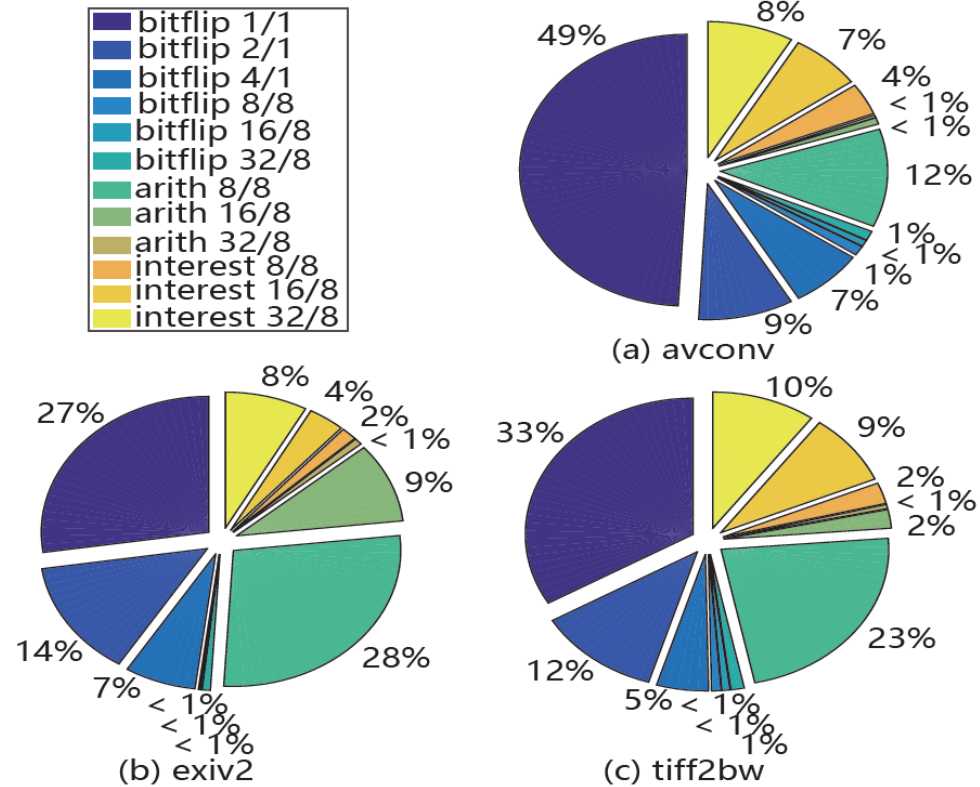 bitflip 1/1
bitflip 2/1
bitflip 4/1
bitflip 8/8
bitflip 16/8
bitflip 32/8
arith 8/8
arith 16/8
arith 32/8
interest 8/8
interest 16/8
interest 32/8
49%
8%
7%
4%
< 1%
< 1%
12%
1%
< 1%
1%
7%
9%
(a) avconv
27%
8%
4%
2%
< 1%
9%
28%
14%
7%
< 1%
< 1%
< 1%
(b) exiv2
33%
10%
9%
2%
< 1%
2%
23%
12%
5%
< 1%
< 1%
1%
(c) tiff2bw